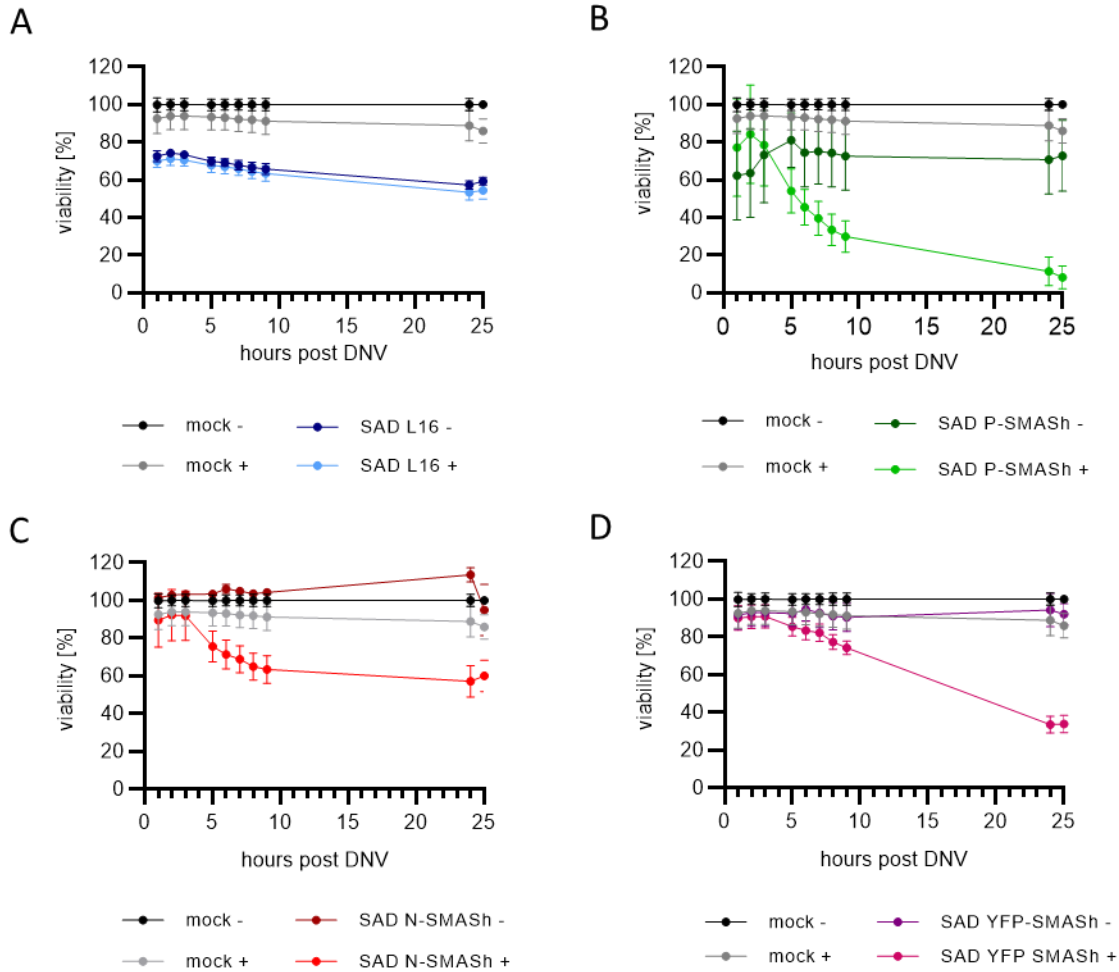 A
120
100
80
60
40
20
0
viability [%]
0 5 10 15 20 25
hours post DNV
mock - SAD L16 -
mock + SAD L16 +
B
120
100
80
60
40
20
0
viability [%]
0 5 10 15 20 25
hours post DNV
mock - SAD P-SMASh -
mock + SAD P-SMASh +
C
120
100
80
60
40
20
0
viability [%]
0 5 10 15 20 25
hours post DNV
mock - SAD N-SMASh -
mock + SAD N-SMASh +
D
120
100
80
60
40
20
0
viability [%]
0 5 10 15 20 25
hours post DNV
mock - SAD YFP-SMASh -
mock + SAD YFP SMASh +